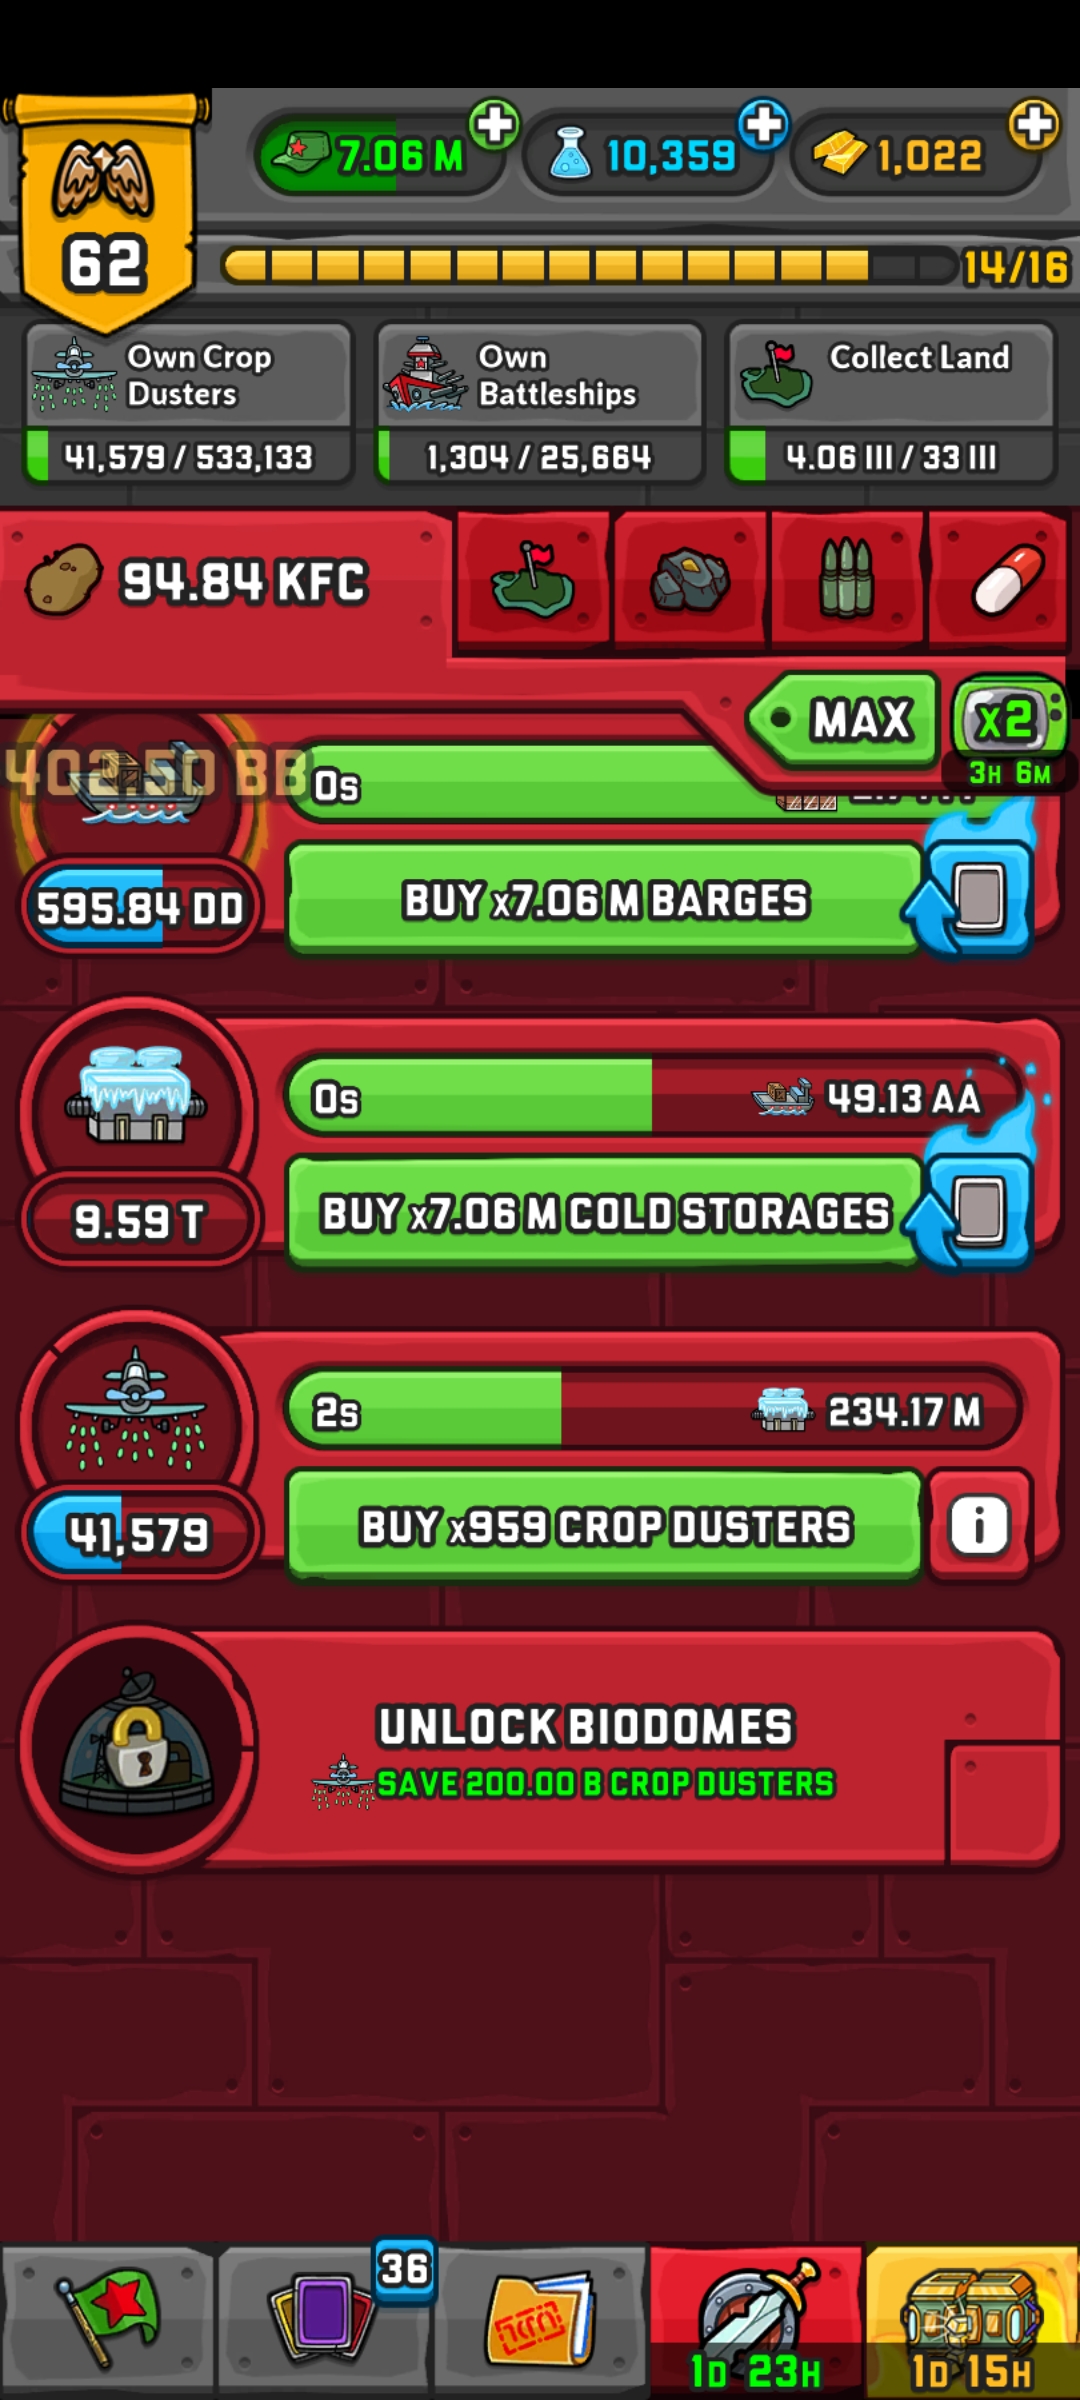 7.06 M
10,359
1,022
62
14/16
Own Crop
Dusters
41,579 / 533,133
Own
Battleships
1,304 / 25,664
Collect Land
4.06 III / 33 III
94.84 KFC
MAX
x2
3H 6M
402.50 BB
0s
595.84 DD
BUY x7.06 M BARGES
0s
49.13 AA
9.59 T
BUY x7.06 M COLD STORAGES
2s
234.17 M
41,579
BUY x959 CROP DUSTERS
i
UNLOCK BIODOMES
SAVE 200.00 B CROP DUSTERS
36
1D 23H
1D 15H